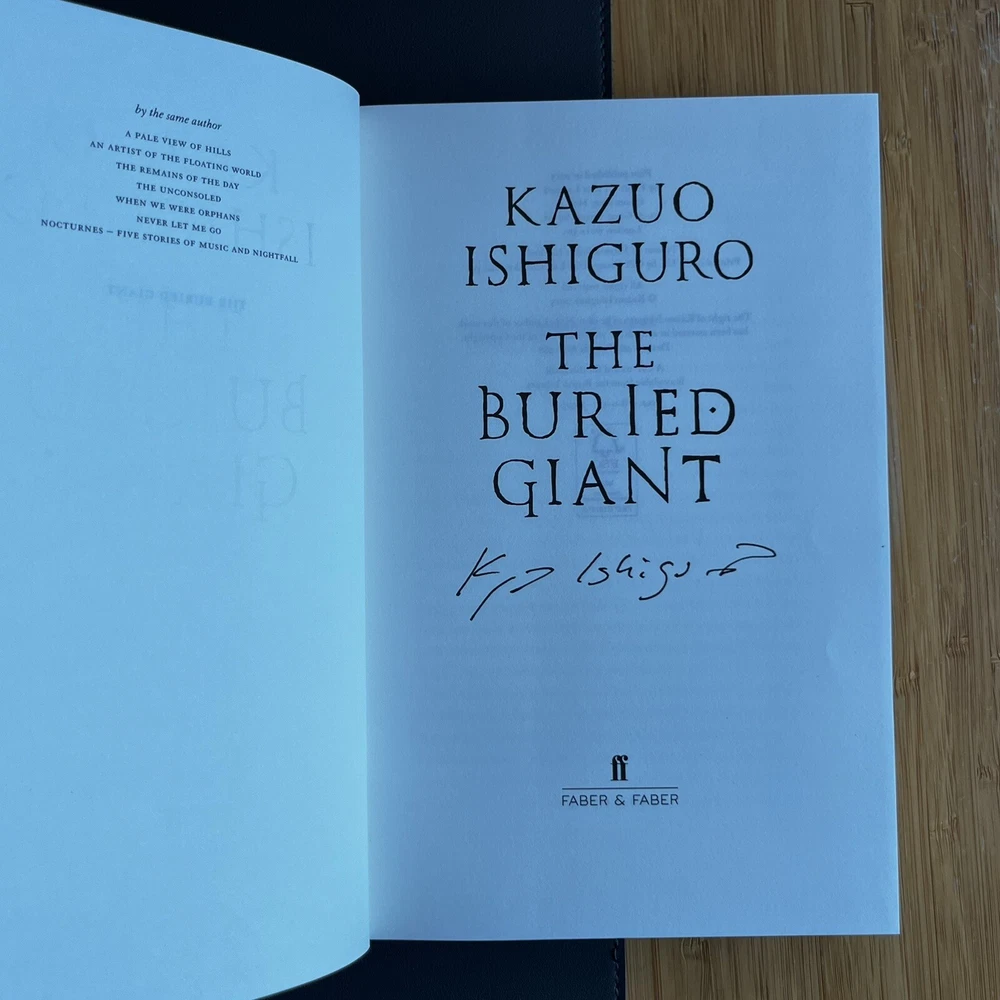 by the same author
A PALE VIEW OF HILLS
AN ARTIST OF THE FLOATING WORLD
THE REMAINS OF THE DAY
THE UNCONSOLED
WHEN WE WERE ORPHANS
NEVER LET ME GO
NOCTURNES – FIVE STORIES OF MUSIC AND NIGHTFALL
KAZUO
ISHIGURO
THE
BURIED
GIANT
Ishiguro
ff
FABER & FABER